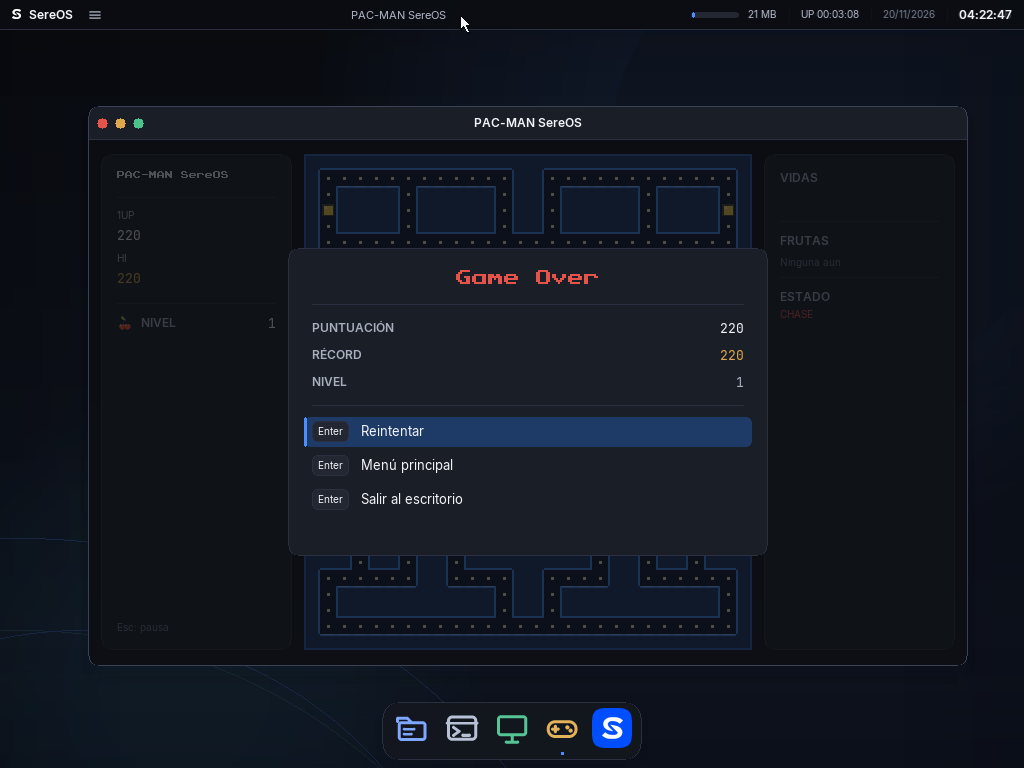 SereOS
PAC-MAN SereOS
21 MB
UP 00:03:08
20/11/2026
04:22:47
PAC-MAN SereOS
PAC-MAN SereOS
1UP
220
HI
220
NIVEL 1
Esc: pausa
VIDAS
FRUTAS
Ninguna aun
ESTADO
CHASE
Game Over
PUNTUACIÓN 220
RÉCORD 220
NIVEL 1
Enter Reintentar
Enter Menú principal
Enter Salir al escritorio